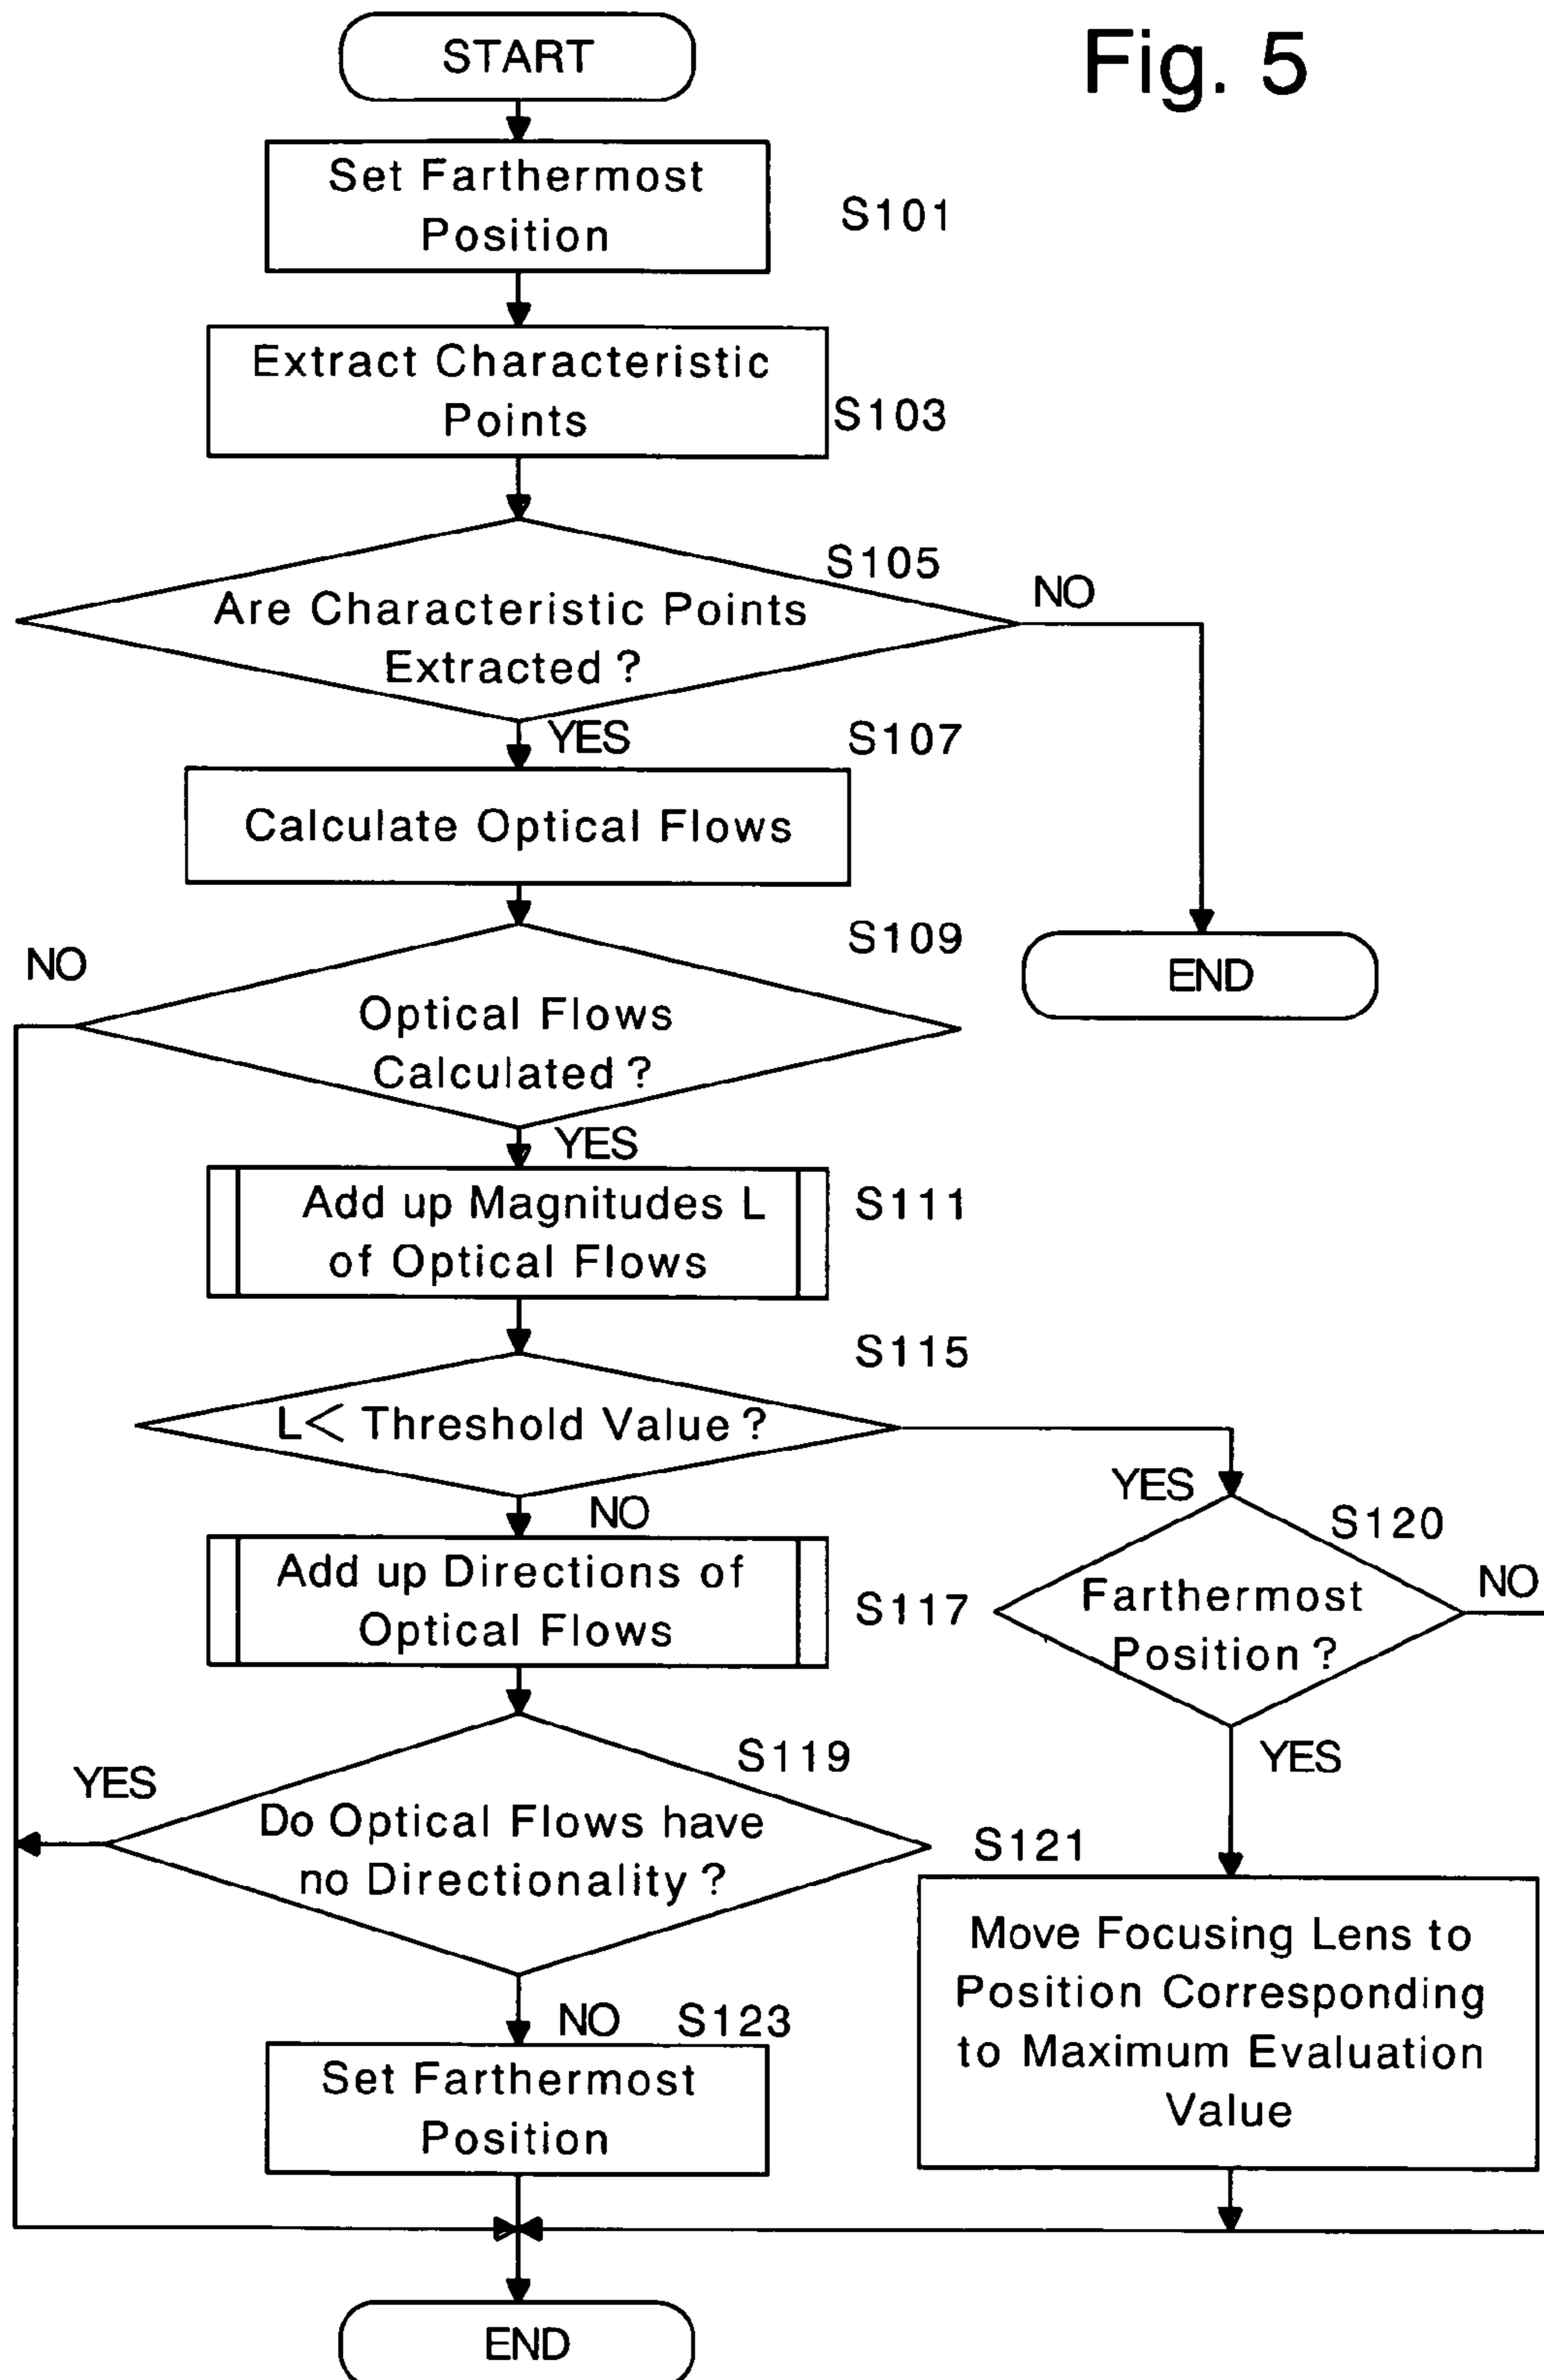 Fig. 5
START
Set Farthermost
Position
S101
Extract Characteristic
Points
S103
S105
Are Characteristic Points
Extracted ?
NO
YES
S107
Calculate Optical Flows
S109
NO
END
Optical Flows
Calculated ?
YES
Add up Magnitudes L
of Optical Flows
S111
S115
L< Threshold Value ?
YES
NO
S120
Add up Directions of
Optical Flows
S117
Farthermost
Position ?
NO
YES
S119
YES
Do Optical Flows have
no Directionality ?
S121
Move Focusing Lens to
Position Corresponding
to Maximum Evaluation
Value
NO
S123
Set Farthermost
Position
END